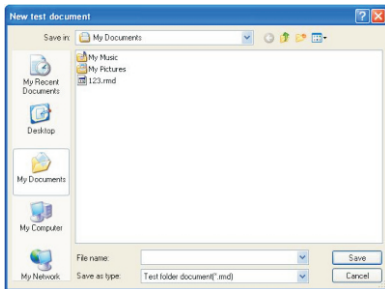 New test document
Save in:
My Documents
My Music
My Pictures
123.rmd
My Recent
Documents
Desktop
My Documents
My Computer
My Network
File name:
Save
Save as type:
Test folder document(*.rmd)
Cancel